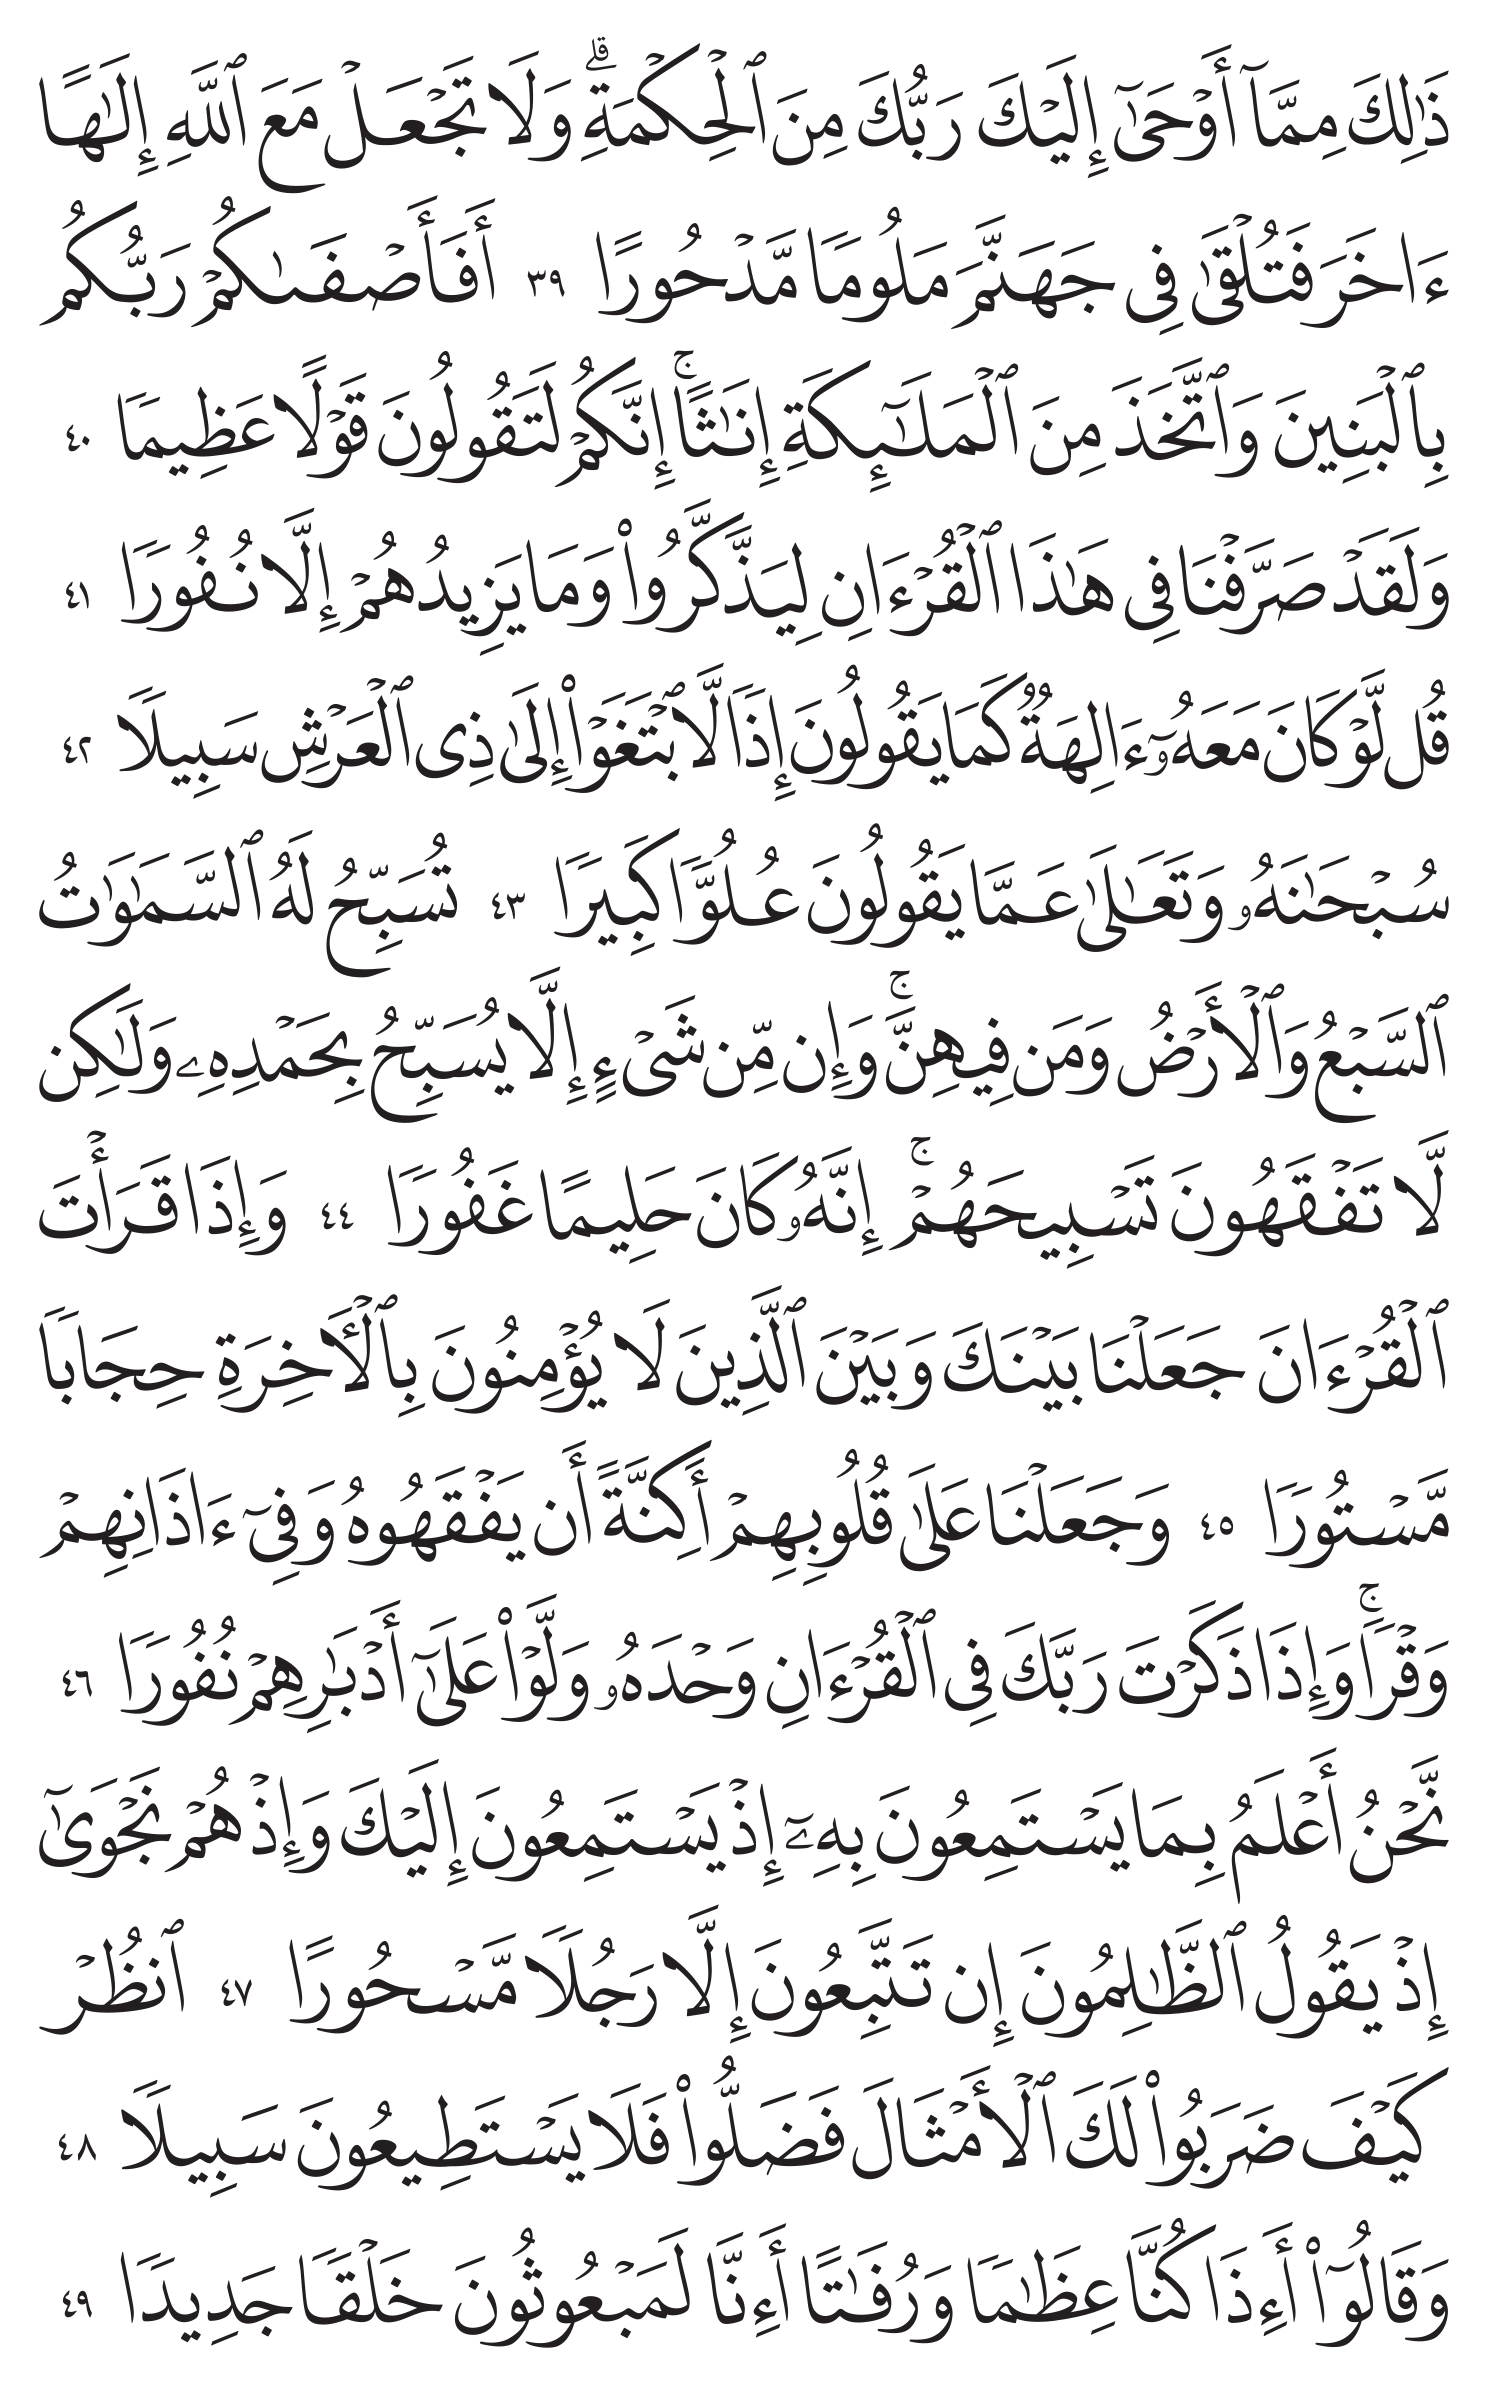 ذَٰلِكَ مِمَّآ أَوْحَىٰٓ إِلَيْكَ رَبُّكَ مِنَ ٱلْحِكْمَةِ ۗ وَلَا تَجْعَلْ مَعَ ٱللَّهِ إِلَٰهًا
ءَاخَرَ فَتُلْقَىٰ فِى جَهَنَّمَ مَلُومًا مَّدْحُورًا ٣٩ أَفَأَصْفَىٰكُمْ رَبُّكُم
بِٱلْبَنِينَ وَٱتَّخَذَ مِنَ ٱلْمَلَٰٓئِكَةِ إِنَٰثًا ۚ إِنَّكُمْ لَتَقُولُونَ قَوْلًا عَظِيمًا ٤٠
وَلَقَدْ صَرَّفْنَا فِى هَٰذَا ٱلْقُرْءَانِ لِيَذَّكَّرُوا۟ وَمَا يَزِيدُهُمْ إِلَّا نُفُورًا ٤١
قُل لَّوْ كَانَ مَعَهُۥٓ ءَالِهَةٌ كَمَا يَقُولُونَ إِذًا لَّٱبْتَغَوْا۟ إِلَىٰ ذِى ٱلْعَرْشِ سَبِيلًا ٤٢
سُبْحَٰنَهُۥ وَتَعَٰلَىٰ عَمَّا يَقُولُونَ عُلُوًّا كَبِيرًا ٤٣ تُسَبِّحُ لَهُ ٱلسَّمَٰوَٰتُ
ٱلسَّبْعُ وَٱلْأَرْضُ وَمَن فِيهِنَّ ۚ وَإِن مِّن شَىْءٍ إِلَّا يُسَبِّحُ بِحَمْدِهِۦ وَلَٰكِن
لَّا تَفْقَهُونَ تَسْبِيحَهُمْ ۚ إِنَّهُۥ كَانَ حَلِيمًا غَفُورًا ٤٤ وَإِذَا قَرَأْتَ
ٱلْقُرْءَانَ جَعَلْنَا بَيْنَكَ وَبَيْنَ ٱلَّذِينَ لَا يُؤْمِنُونَ بِٱلْءَاخِرَةِ حِجَابًا
مَّسْتُورًا ٤٥ وَجَعَلْنَا عَلَىٰ قُلُوبِهِمْ أَكِنَّةً أَن يَفْقَهُوهُ وَفِىٓ ءَاذَانِهِمْ
وَقْرًا ۚ وَإِذَا ذَكَرْتَ رَبَّكَ فِى ٱلْقُرْءَانِ وَحْدَهُۥ وَلَّوْا۟ عَلَىٰٓ أَدْبَٰرِهِمْ نُفُورًا ٤٦
نَّحْنُ أَعْلَمُ بِمَا يَسْتَمِعُونَ بِهِۦٓ إِذْ يَسْتَمِعُونَ إِلَيْكَ وَإِذْ هُمْ نَجْوَىٰٓ
إِذْ يَقُولُ ٱلظَّٰلِمُونَ إِن تَتَّبِعُونَ إِلَّا رَجُلًا مَّسْحُورًا ٤٧ ٱنظُرْ
كَيْفَ ضَرَبُوا۟ لَكَ ٱلْأَمْثَالَ فَضَلُّوا۟ فَلَا يَسْتَطِيعُونَ سَبِيلًا ٤٨
وَقَالُوٓا۟ أَءِذَا كُنَّا عِظَٰمًا وَرُفَٰتًا أَءِنَّا لَمَبْعُوثُونَ خَلْقًا جَدِيدًا ٤٩